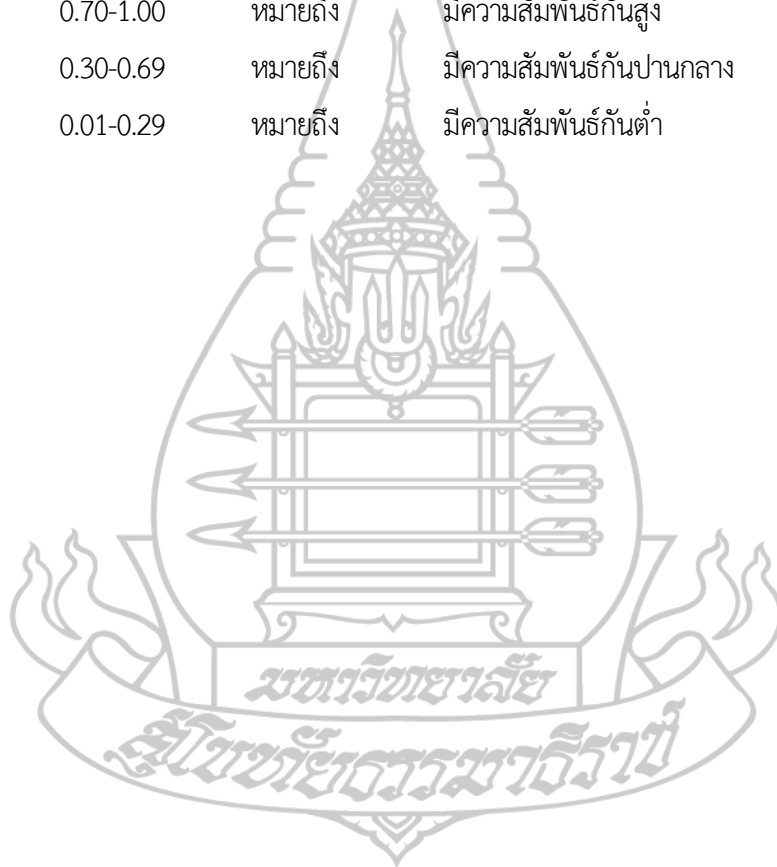 0.70-1.00 หมายถึง มีความสัมพันธ์กันสูง
0.30-0.69 หมายถึง มีความสัมพันธ์กันปานกลาง
0.01-0.29 หมายถึง มีความสัมพันธ์กันต่ำ
มหาวิทยาลัย
สุโขทัยธรรมาธิราช